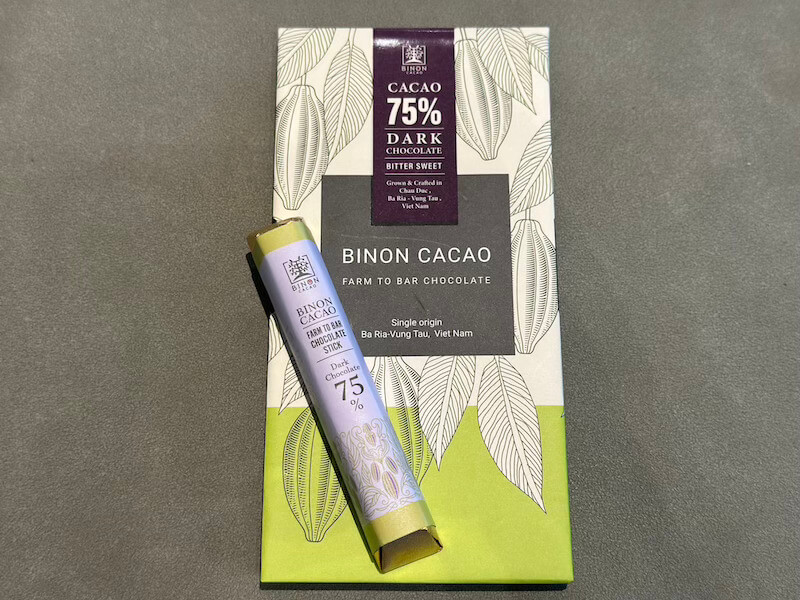 BINON
CACAO
CACAO
75%
DARK
CHOCOLATE
BITTER SWEET
Grown & Crafted in
Chau Duc ,
Ba Ria - Vung Tau ,
Viet Nam
BINON CACAO
FARM TO BAR CHOCOLATE
Single origin
Ba Ria-Vung Tau, Viet Nam
BINON
CACAO
BINON
CACAO
FARM TO BAR
CHOCOLATE
STICK
Dark
Chocolate
75
%